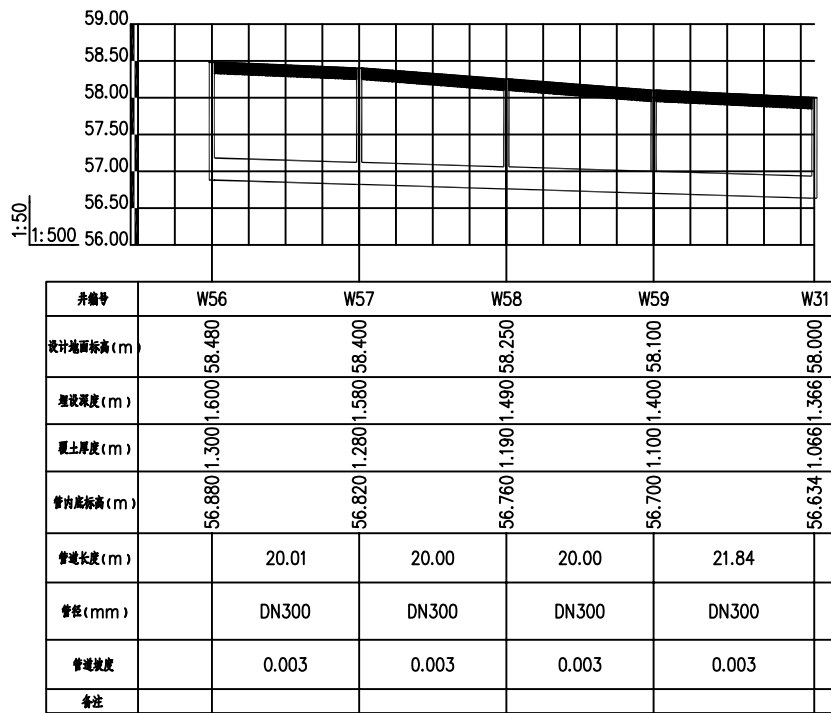 59.00
58.50
58.00
57.50
57.00
56.50
56.00
1:50
1:500
井编号 W56 W57 W58 W59 W31
设计地面标高(m) 58.480 58.400 58.250 58.100 58.000
埋设深度(m) 1.600 1.580 1.490 1.400 1.366
覆土厚度(m) 1.300 1.280 1.190 1.100 1.066
管内底标高(m) 56.880 56.820 56.760 56.700 56.634
管道长度(m) 20.01 20.00 20.00 21.84
管径(mm) DN300 DN300 DN300 DN300
管道坡度 0.003 0.003 0.003 0.003
备注